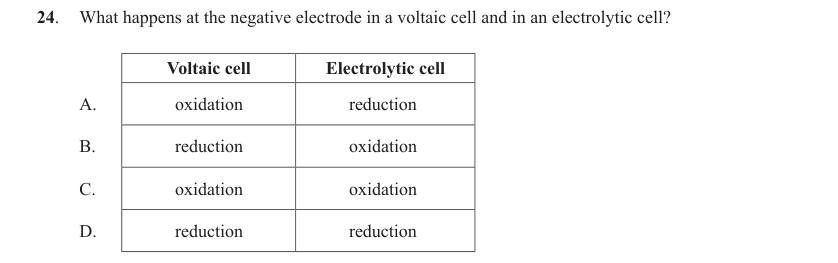 24. What happens at the negative electrode in a voltaic cell and in an electrolytic cell?
Voltaic cell Electrolytic cell
A. oxidation reduction
B. reduction oxidation
C. oxidation oxidation
D. reduction reduction